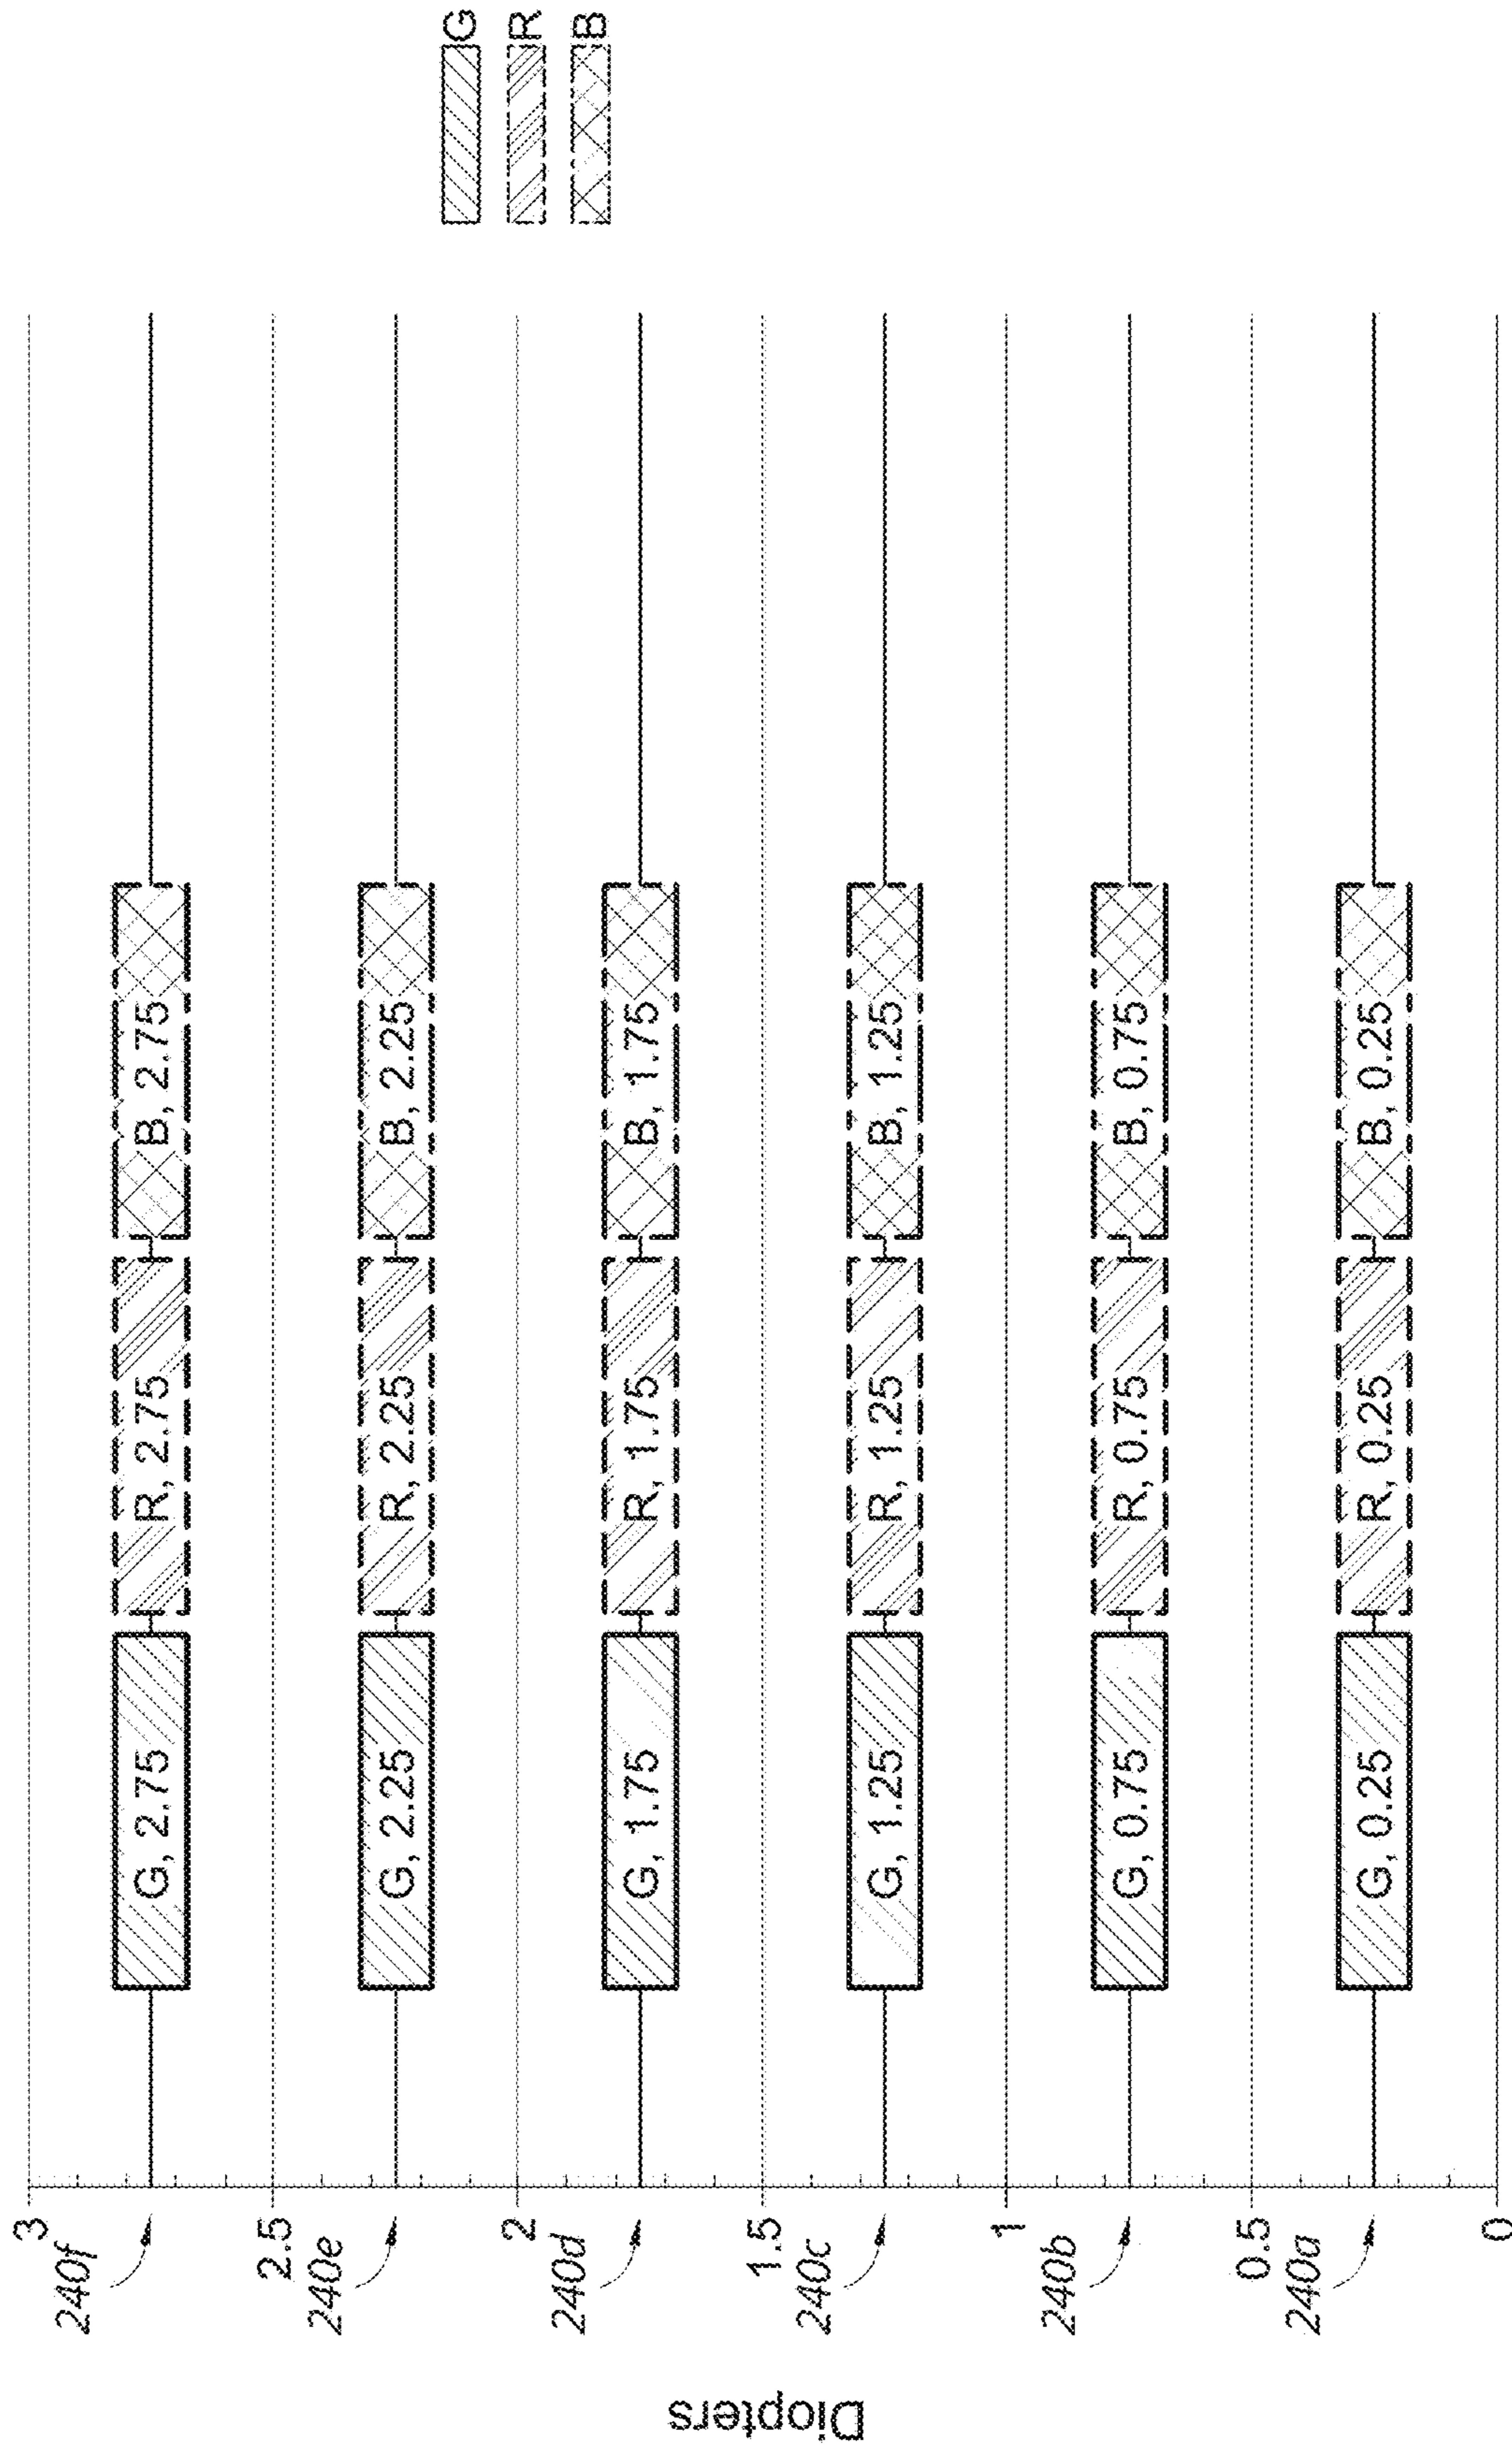 Diopters
3
240f
G, 2.75 R, 2.75 B, 2.75
2.5
240e
G, 2.25 R, 2.25 B, 2.25
2
240d
G, 1.75 R, 1.75 B, 1.75
1.5
240c
G, 1.25 R, 1.25 B, 1.25
1
240b
G, 0.75 R, 0.75 B, 0.75
0.5
240a
G, 0.25 R, 0.25 B, 0.25
0
G
R
B